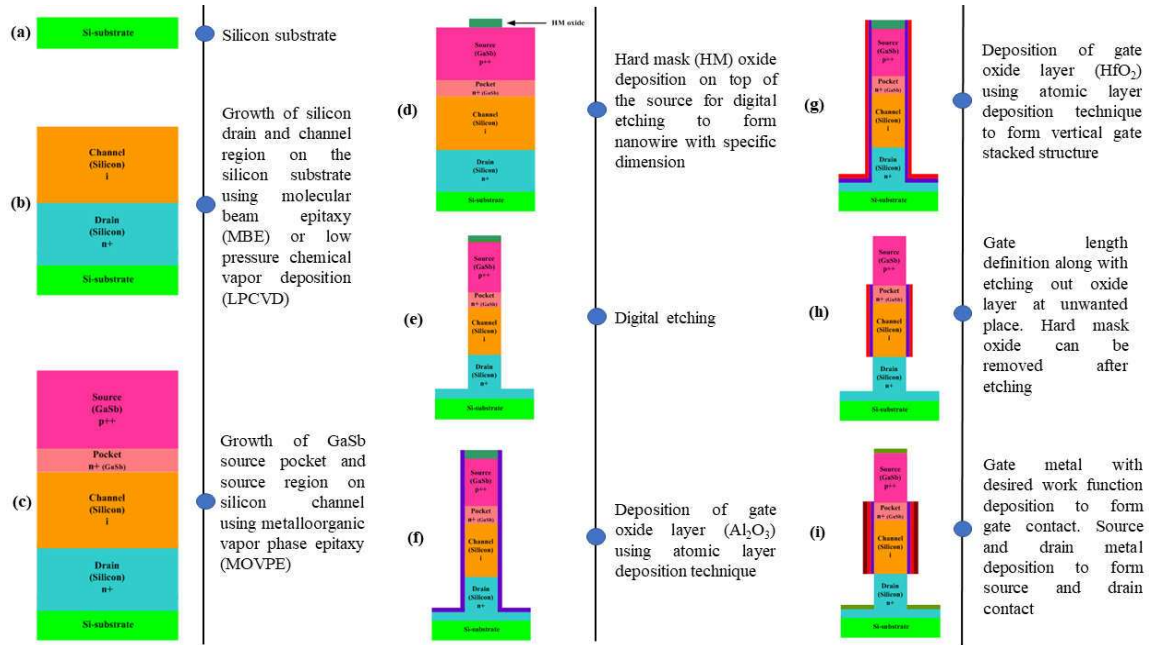 (a)
Si-substrate
Silicon substrate
(b)
Channel
(Silicon)
i
Drain
(Silicon)
n+
Si-substrate
Growth of silicon
drain and channel
region on the
silicon substrate
using molecular
beam epitaxy
(MBE) or low
pressure chemical
vapor deposition
(LPCVD)
(c)
Source
(GaSb)
p++
Pocket
n+ (GaSb)
Channel
(Silicon)
i
Drain
(Silicon)
n+
Si-substrate
Growth of GaSb
source pocket and
source region on
silicon channel
using metalloorganic
vapor phase epitaxy
(MOVPE)
(d)
HM oxide
Source
(GaSb)
p++
Pocket
n+ (GaSb)
Channel
(Silicon)
i
Drain
(Silicon)
n+
Si-substrate
Hard mask (HM) oxide
deposition on top of
the source for digital
etching to form
nanowire with specific
dimension
(e)
Source
(GaSb)
p++
Pocket
n+ (GaSb)
Channel
(Silicon)
i
Drain
(Silicon)
n+
Si-substrate
Digital etching
(f)
Source
(GaSb)
p++
Pocket
n+ (GaSb)
Channel
(Silicon)
i
Drain
(Silicon)
n+
Si-substrate
Deposition of gate
oxide layer (Al₂O₃)
using atomic layer
deposition technique
(g)
Source
(GaSb)
p++
Pocket
n+ (GaSb)
Channel
(Silicon)
i
Drain
(Silicon)
n+
Si-substrate
Deposition of gate
oxide layer (HfO₂)
using atomic layer
deposition technique
to form vertical gate
stacked structure
(h)
Source
(GaSb)
p++
Pocket
n+ (GaSb)
Channel
(Silicon)
i
Drain
(Silicon)
n+
Si-substrate
Gate length
definition along with
etching out oxide
layer at unwanted
place. Hard mask
oxide can be
removed after
etching
(i)
Source
(GaSb)
p++
Pocket
n+ (GaSb)
Channel
(Silicon)
i
Drain
(Silicon)
n+
Si-substrate
Gate metal with
desired work function
deposition to form
gate contact. Source
and drain metal
deposition to form
source and drain
contact